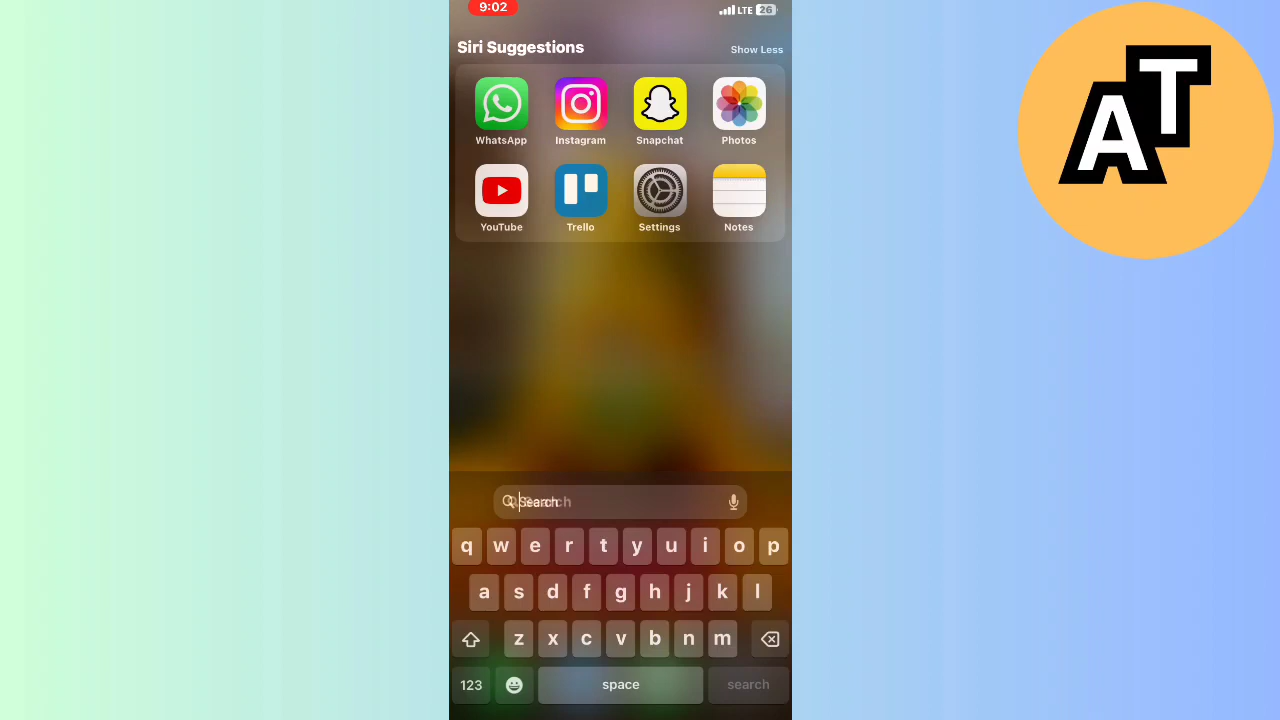 9:02 LTE 26
Siri Suggestions Show Less
WhatsApp Instagram Snapchat Photos
YouTube Trello Settings Notes
Search
q w e r t y u i o p
a s d f g h j k l
z x c v b n m
123 space search
AT